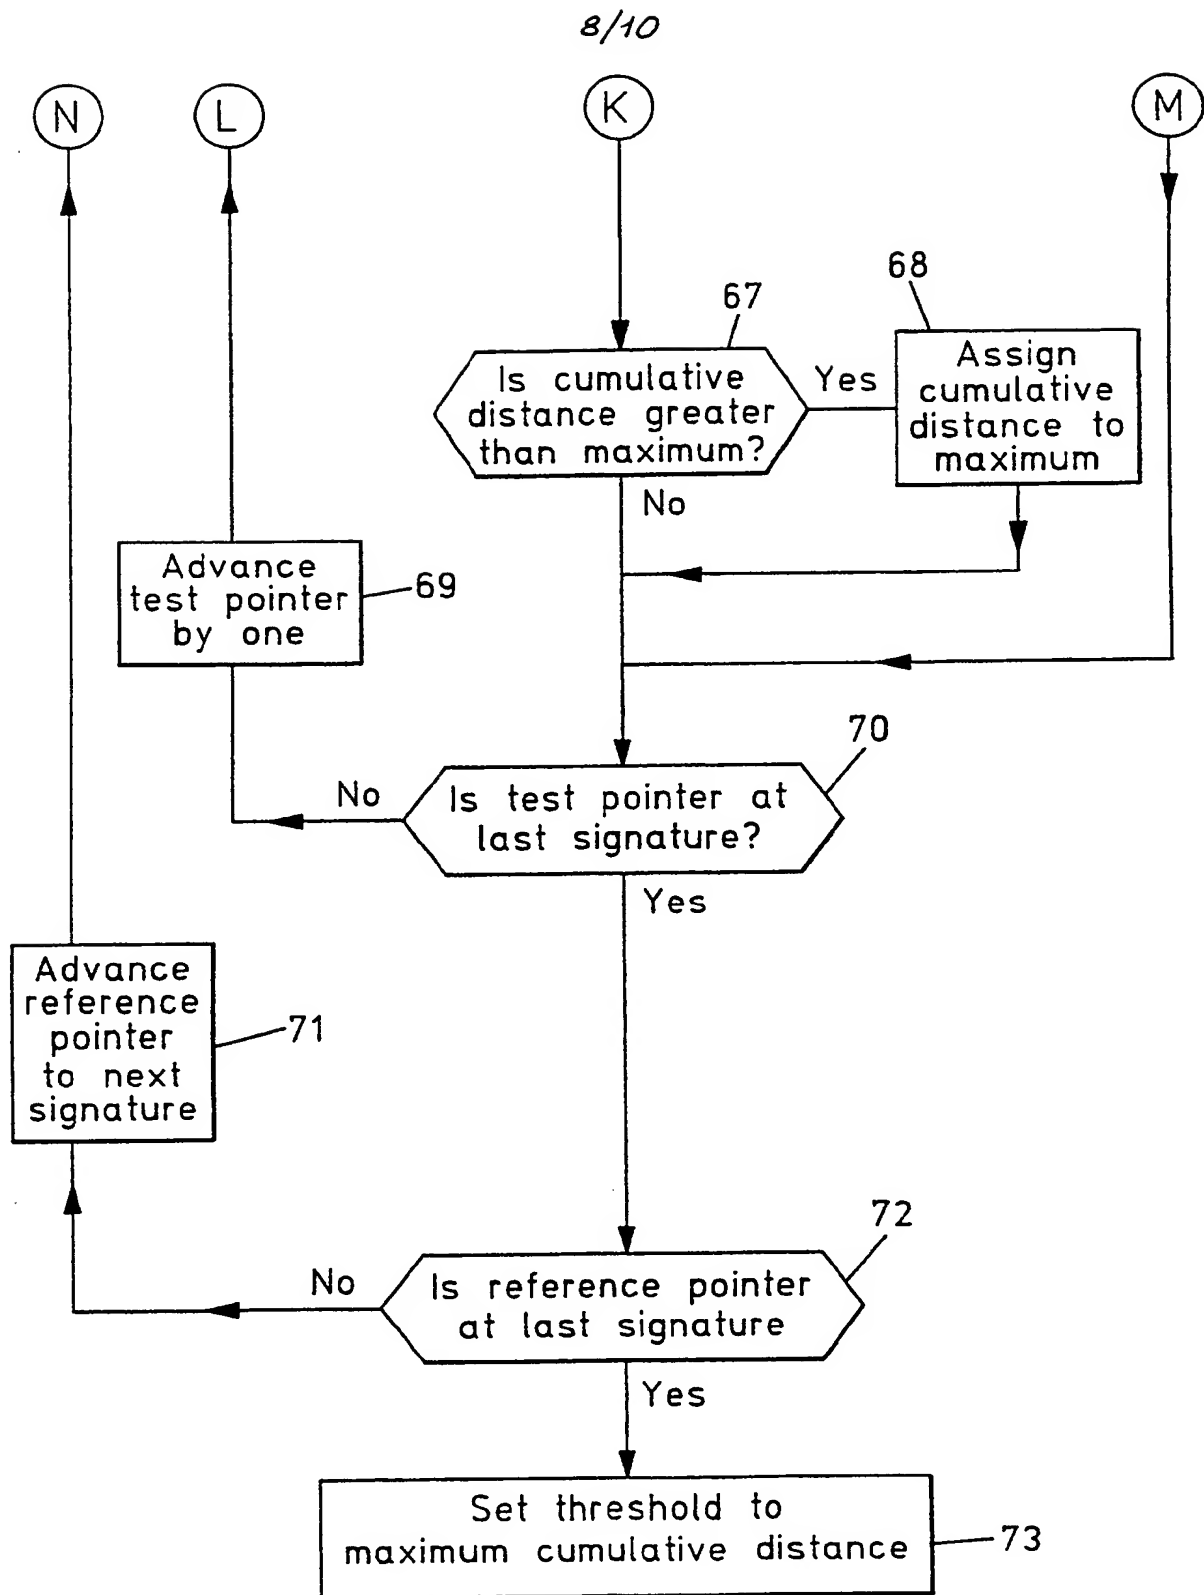 8/10
N
L
K
M
67
68
Is cumulative
distance greater
than maximum?
Yes
Assign
cumulative
distance to
maximum
No
Advance
test pointer
by one
69
70
No
Is test pointer at
last signature?
Yes
Advance
reference
pointer
to next
signature
71
72
No
Is reference pointer
at last signature
Yes
Set threshold to
maximum cumulative distance
73